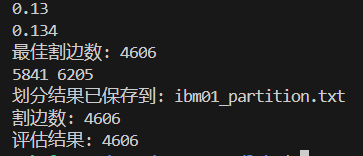 0.13
0.134
最佳割边数: 4606
5841 6205
划分结果已保存到: ibm01_partition.txt
割边数: 4606
评估结果: 4606